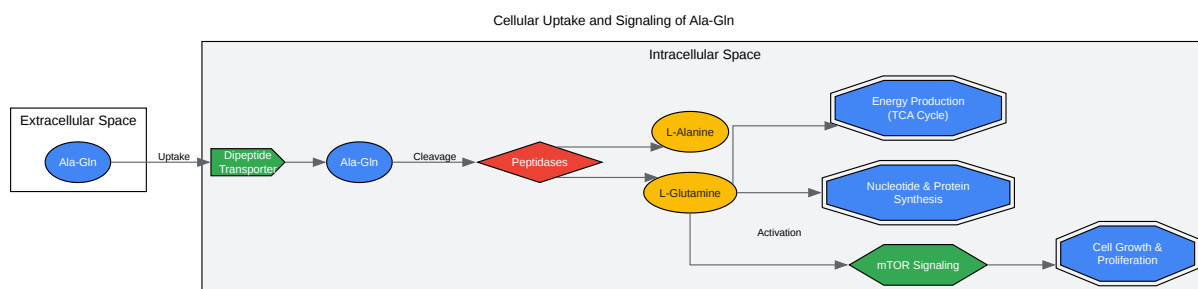 Cellular Uptake and Signaling of Ala-Gln
Intracellular Space
Extracellular Space
Ala-Gln
Uptake
Dipeptide
Transporter
Ala-Gln
Cleavage
Peptidases
L-Alanine
L-Glutamine
Energy Production
(TCA Cycle)
Nucleotide & Protein
Synthesis
Activation
mTOR Signaling
Cell Growth &
Proliferation